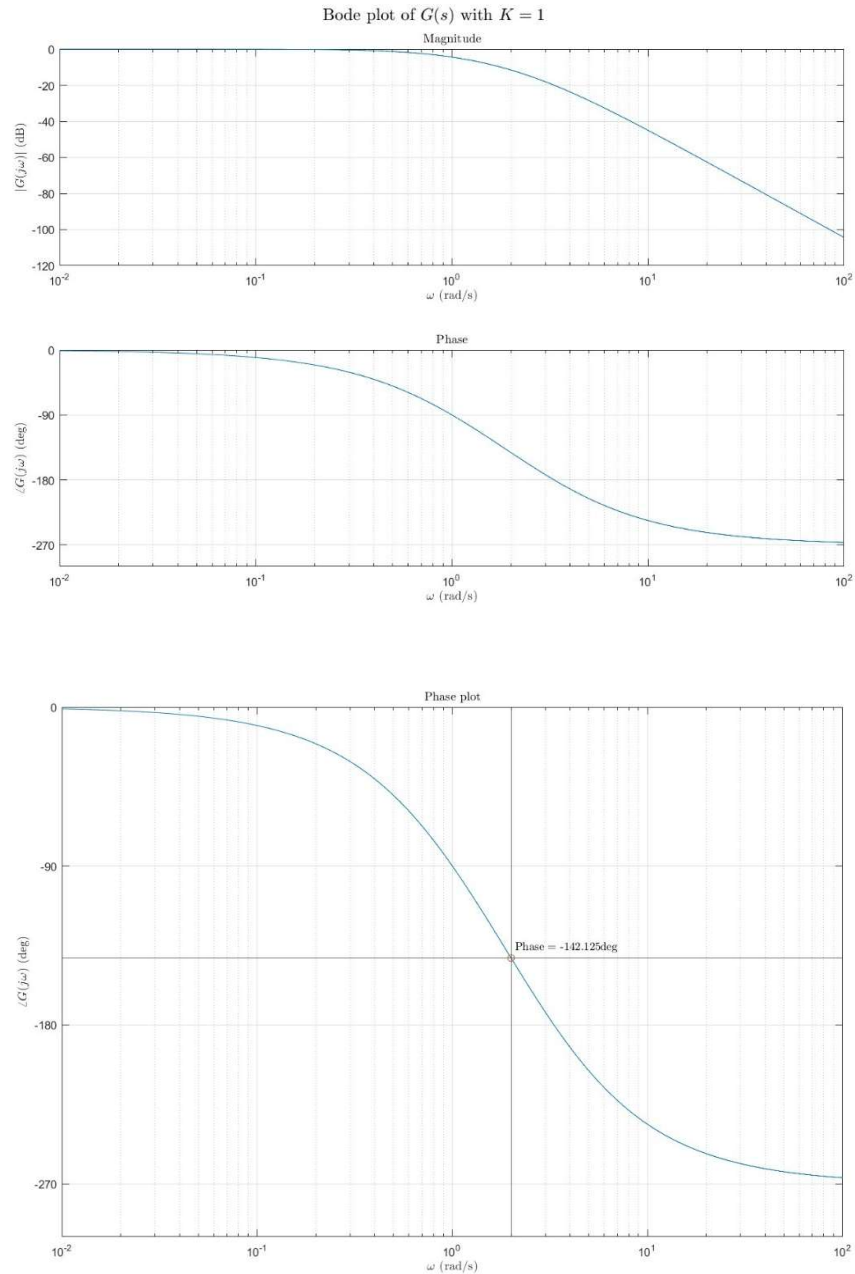 Bode plot of G(s) with K = 1
Magnitude
|G(jω)| (dB)
0
-20
-40
-60
-80
-100
-120
10^-2
10^-1
10^0
10^1
10^2
ω (rad/s)
Phase
∠G(jω) (deg)
0
-90
-180
-270
10^-2
10^-1
10^0
10^1
10^2
ω (rad/s)
Phase plot
∠G(jω) (deg)
0
-90
-180
-270
Phase = -142.125deg
10^-2
10^-1
10^0
10^1
10^2
ω (rad/s)